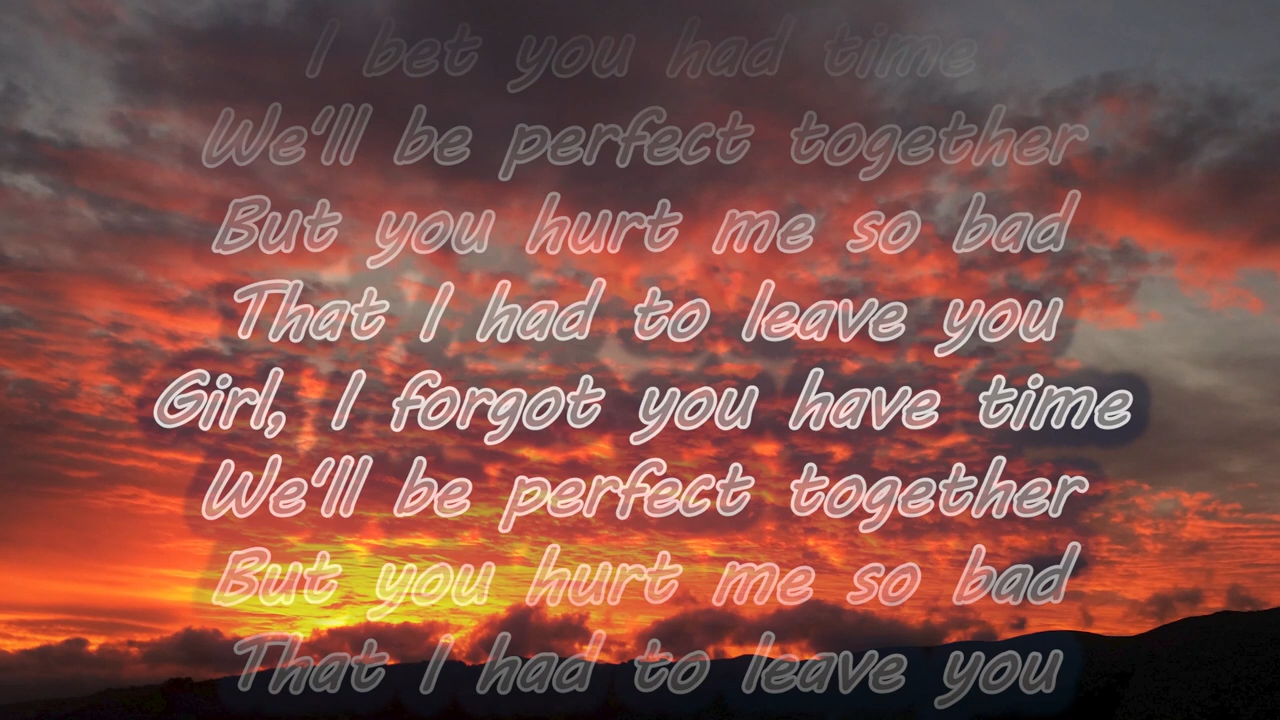 I bet you had time
We'll be perfect together
But you hurt me so bad
That I had to leave you
Girl, I forgot you have time
We'll be perfect together
But you hurt me so bad
That I had to leave you